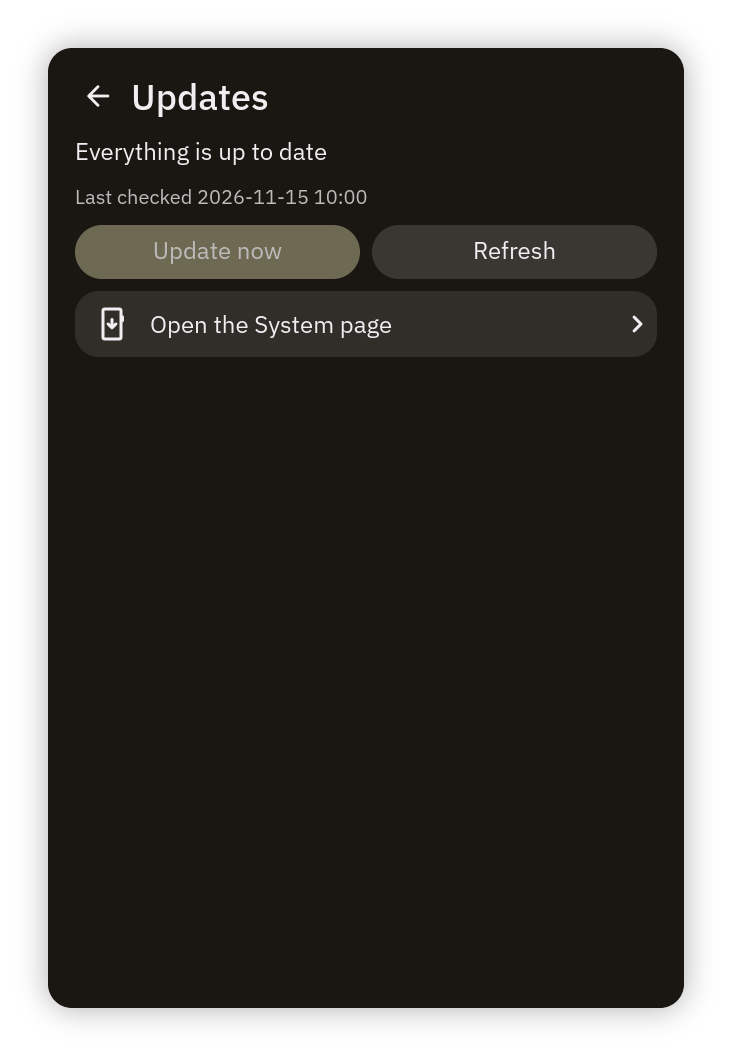 Updates
Everything is up to date
Last checked 2026-11-15 10:00
Update now
Refresh
Open the System page